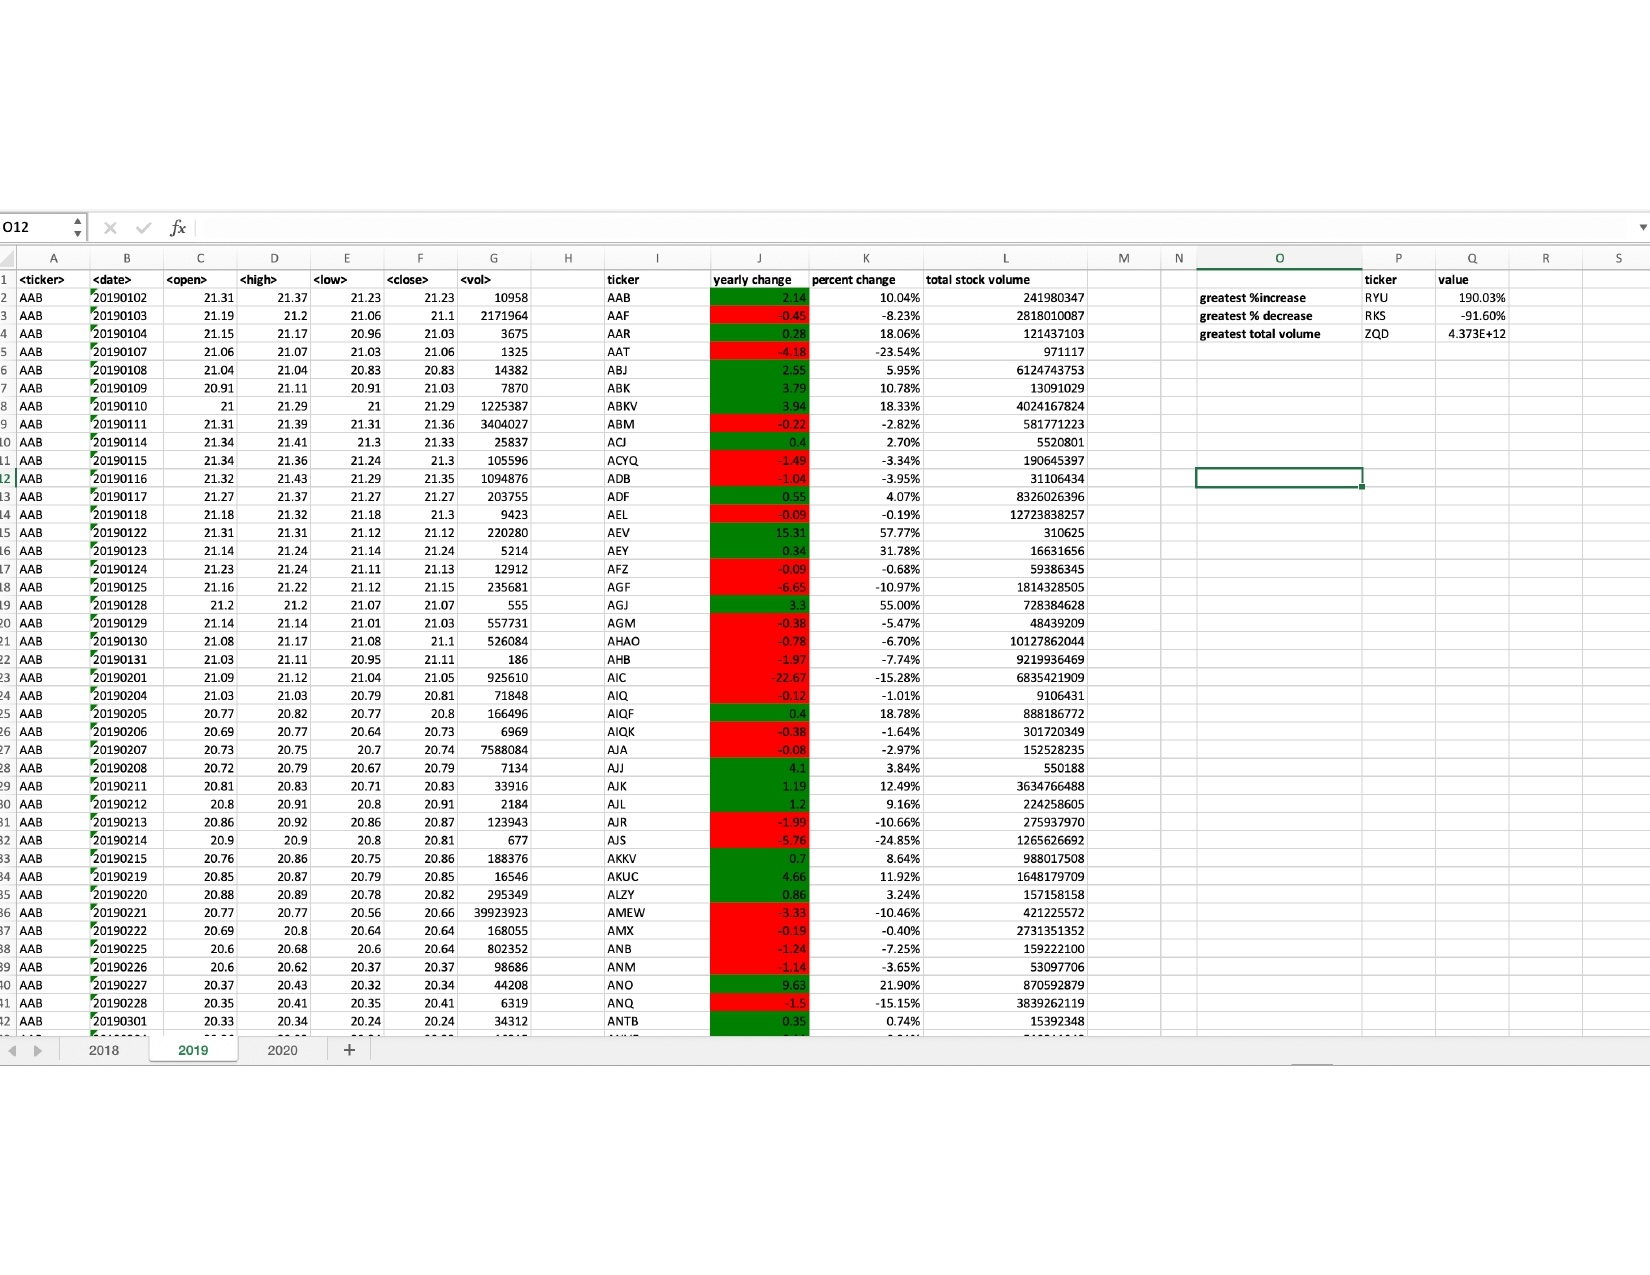 O12 fx
A B C D E F G H I J K L M N O P Q R S
1 <ticker> <date> <open> <high> <low> <close> <vol> ticker yearly change percent change total stock volume ticker value
2 AAB 20190102 21.31 21.37 21.23 21.23 10958 AAB 2.14 10.04% 241980347 greatest %increase RYU 190.03%
3 AAB 20190103 21.19 21.2 21.06 21.1 2171964 AAF -0.45 -8.23% 2818010087 greatest % decrease RKS -91.60%
4 AAB 20190104 21.15 21.17 20.96 21.03 3675 AAR 0.28 18.06% 121437103 greatest total volume ZQD 4.373E+12
5 AAB 20190107 21.06 21.07 21.03 21.06 1325 AAT -4.18 -23.54% 971117
6 AAB 20190108 21.04 21.04 20.83 20.83 14382 ABJ 2.55 5.95% 6124743753
7 AAB 20190109 20.91 21.11 20.91 21.03 7870 ABK 3.79 10.78% 13091029
8 AAB 20190110 21 21.29 21 21.29 1225387 ABKV 3.94 18.33% 4024167824
9 AAB 20190111 21.31 21.39 21.31 21.36 3404027 ABM -0.22 -2.82% 581771223
10 AAB 20190114 21.34 21.41 21.3 21.33 25837 ACJ 0.4 2.70% 5520801
11 AAB 20190115 21.34 21.36 21.24 21.3 105596 ACYQ -1.49 -3.34% 190645397
12 AAB 20190116 21.32 21.43 21.29 21.35 1094876 ADB -1.04 -3.95% 31106434
13 AAB 20190117 21.27 21.37 21.27 21.27 203755 ADF 0.55 4.07% 8326026396
14 AAB 20190118 21.18 21.32 21.18 21.3 9423 AEL -0.09 -0.19% 12723838257
15 AAB 20190122 21.31 21.31 21.12 21.12 220280 AEV 15.31 57.77% 310625
16 AAB 20190123 21.14 21.24 21.14 21.24 5214 AEY 0.34 31.78% 16631656
17 AAB 20190124 21.23 21.24 21.11 21.13 12912 AFZ -0.09 -0.68% 59386345
18 AAB 20190125 21.16 21.22 21.12 21.15 235681 AGF -6.65 -10.97% 1814328505
19 AAB 20190128 21.2 21.2 21.07 21.07 555 AGJ 3.3 55.00% 728384628
20 AAB 20190129 21.14 21.14 21.01 21.03 557731 AGM -0.38 -5.47% 48439209
21 AAB 20190130 21.08 21.17 21.08 21.1 526084 AHAO -0.78 -6.70% 10127862044
22 AAB 20190131 21.03 21.11 20.95 21.11 186 AHB -1.97 -7.74% 9219936469
23 AAB 20190201 21.09 21.12 21.04 21.05 925610 AIC -22.67 -15.28% 6835421909
24 AAB 20190204 21.03 21.03 20.79 20.81 71848 AIQ -0.12 -1.01% 9106431
25 AAB 20190205 20.77 20.82 20.77 20.8 166496 AIQF 0.4 18.78% 888186772
26 AAB 20190206 20.69 20.77 20.64 20.73 6969 AIQK -0.38 -1.64% 301720349
27 AAB 20190207 20.73 20.75 20.7 20.74 7588084 AJA -0.08 -2.97% 152528235
28 AAB 20190208 20.72 20.79 20.67 20.79 7134 AJJ 4.1 3.84% 550188
29 AAB 20190211 20.81 20.83 20.71 20.83 33916 AJK 1.19 12.49% 3634766488
30 AAB 20190212 20.8 20.91 20.8 20.91 2184 AJL 1.2 9.16% 224258605
31 AAB 20190213 20.86 20.92 20.86 20.87 123943 AJR -1.99 -10.66% 275937970
32 AAB 20190214 20.9 20.9 20.8 20.81 677 AJS -5.76 -24.85% 1265626692
33 AAB 20190215 20.76 20.86 20.75 20.86 188376 AKKV 0.7 8.64% 988017508
34 AAB 20190219 20.85 20.87 20.79 20.85 16546 AKUC 4.66 11.92% 1648179709
35 AAB 20190220 20.88 20.89 20.78 20.82 295349 ALZY 0.86 3.24% 157158158
36 AAB 20190221 20.77 20.77 20.56 20.66 39923923 AMEW -3.33 -10.46% 421225572
37 AAB 20190222 20.69 20.8 20.64 20.64 168055 AMX -0.19 -0.40% 2731351352
38 AAB 20190225 20.6 20.68 20.6 20.64 802352 ANB -1.24 -7.25% 159222100
39 AAB 20190226 20.6 20.62 20.37 20.37 98686 ANM -1.14 -3.65% 53097706
40 AAB 20190227 20.37 20.43 20.32 20.34 44208 ANO 9.63 21.90% 870592879
41 AAB 20190228 20.35 20.41 20.35 20.41 6319 ANQ -1.5 -15.15% 3839262119
42 AAB 20190301 20.33 20.34 20.24 20.24 34312 ANTB 0.35 0.74% 15392348
2018 2019 2020 +